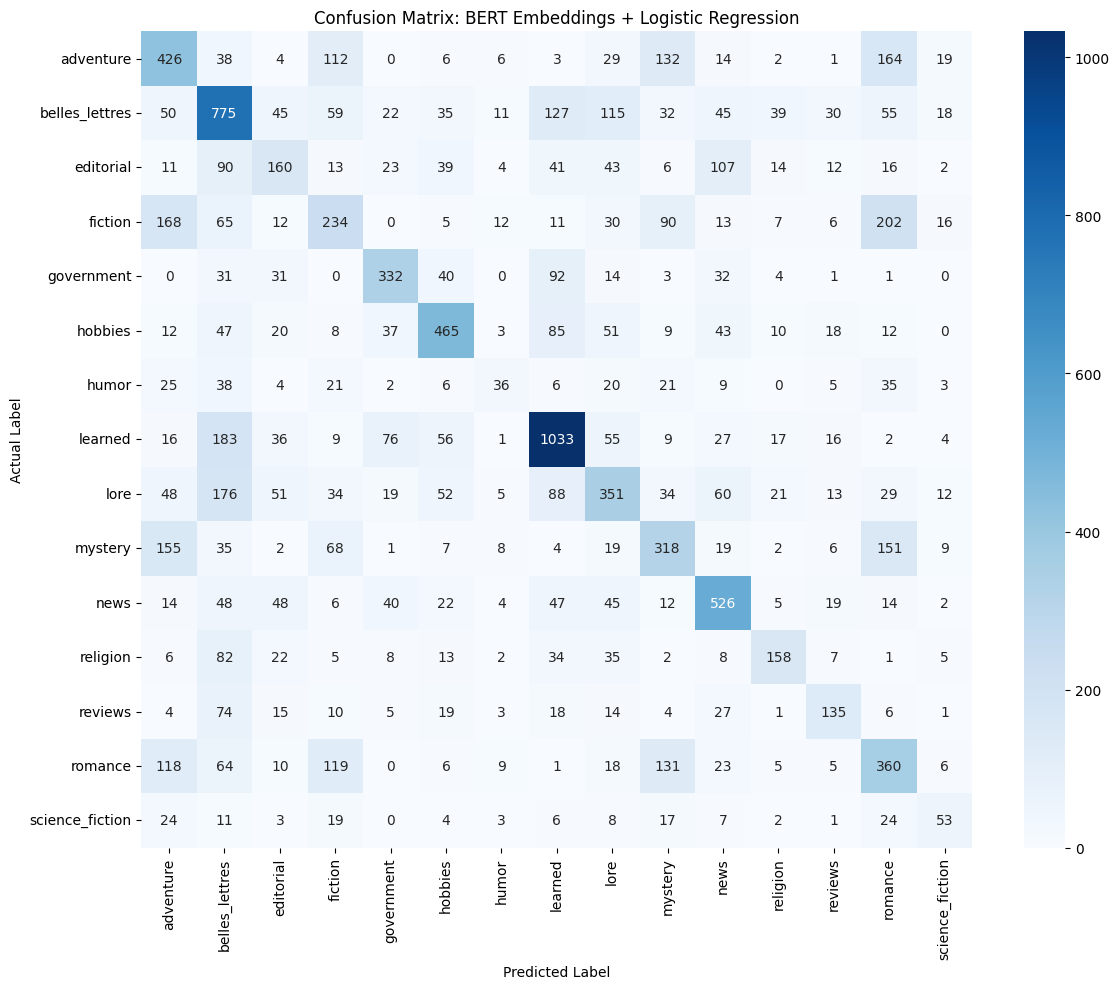 Confusion Matrix: BERT Embeddings + Logistic Regression
adventure 426 38 4 112 0 6 6 3 29 132 14 2 1 164 19
belles_lettres 50 775 45 59 22 35 11 127 115 32 45 39 30 55 18
editorial 11 90 160 13 23 39 4 41 43 6 107 14 12 16 2
fiction 168 65 12 234 0 5 12 11 30 90 13 7 6 202 16
government 0 31 31 0 332 40 0 92 14 3 32 4 1 1 0
hobbies 12 47 20 8 37 465 3 85 51 9 43 10 18 12 0
humor 25 38 4 21 2 6 36 6 20 21 9 0 5 35 3
learned 16 183 36 9 76 56 1 1033 55 9 27 17 16 2 4
lore 48 176 51 34 19 52 5 88 351 34 60 21 13 29 12
mystery 155 35 2 68 1 7 8 4 19 318 19 2 6 151 9
news 14 48 48 6 40 22 4 47 45 12 526 5 19 14 2
religion 6 82 22 5 8 13 2 34 35 2 8 158 7 1 5
reviews 4 74 15 10 5 19 3 18 14 4 27 1 135 6 1
romance 118 64 10 119 0 6 9 1 18 131 23 5 5 360 6
science_fiction 24 11 3 19 0 4 3 6 8 17 7 2 1 24 53
adventure belles_lettres editorial fiction government hobbies humor learned lore mystery news religion reviews romance science_fiction
Predicted Label
Actual Label
1000
800
600
400
200
0